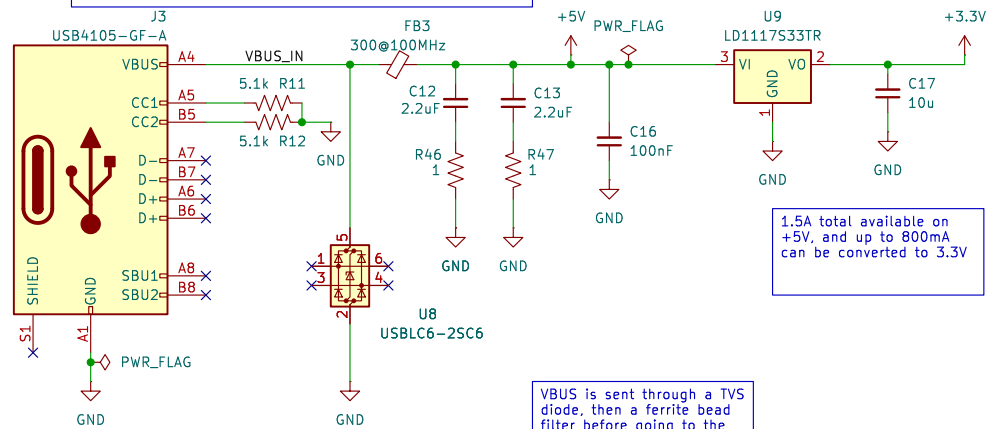 J3
USB4105-GF-A
VBUS
A4
CC1
A5
CC2
B5
D-
A7
D-
B7
D+
A6
D+
B6
SBU1
A8
SBU2
B8
SHIELD
GND
S1
A1
PWR_FLAG
GND
VBUS_IN
5.1k R11
5.1k R12
GND
FB3
300@100MHz
5
1
6
3
4
2
U8
USBLC6-2SC6
GND
C12
2.2uF
R46
1
GND
C13
2.2uF
R47
1
GND
+5V
PWR_FLAG
C16
100nF
GND
U9
LD1117S33TR
3
VI
VO
2
GND
1
GND
+3.3V
C17
10u
GND
1.5A total available on
+5V, and up to 800mA
can be converted to 3.3V
VBUS is sent through a TVS
diode, then a ferrite bead
filter before going to the